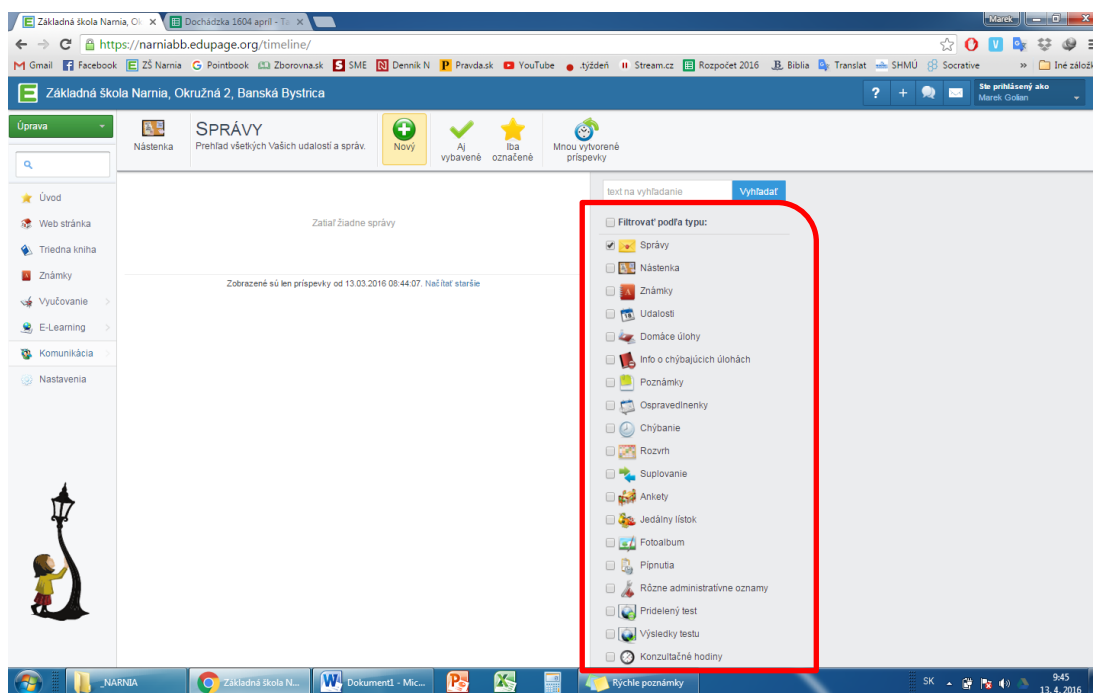 Základná škola Narnia, Ok
Dochádzka 1604 apríl - Ta
Marek
https://narniabb.edupage.org/timeline/
Gmail Facebook ZŠ Narnia Pointbook Zborovna.sk SME Denník N Pravda.sk YouTube .týždeň Stream.cz Rozpočet 2016 Biblia Translat SHMÚ Socrative » Iné zálož
Základná škola Narnia, Okružná 2, Banská Bystrica
Ste prihlásený ako
Marek Golian
Úprava
Nástenka
SPRÁVY
Prehľad všetkých Vašich udalostí a správ.
Nový
Aj vybavené
Iba označené
Mnou vytvorené príspevky
Úvod
Web stránka
Triedna kniha
Známky
Vyučovanie
E-Learning
Komunikácia
Nastavenia
Zatiaľ žiadne správy
Zobrazené sú len príspevky od 13.03.2016 08:44:07. Načítať staršie
text na vyhľadanie
Vyhľadať
Filtrovať podľa typu:
Správy
Nástenka
Známky
Udalosti
Domáce úlohy
Info o chýbajúcich úlohách
Poznámky
Ospravedlnenky
Chýbanie
Rozvrh
Suplovanie
Ankety
Jedálny lístok
Fotoalbum
Pípnutia
Rôzne administratívne oznamy
Pridelený test
Výsledky testu
Konzultačné hodiny
_NARNIA
Základná škola N...
Dokument1 - Mic...
Rýchle poznámky
SK
9:45
13. 4. 2016